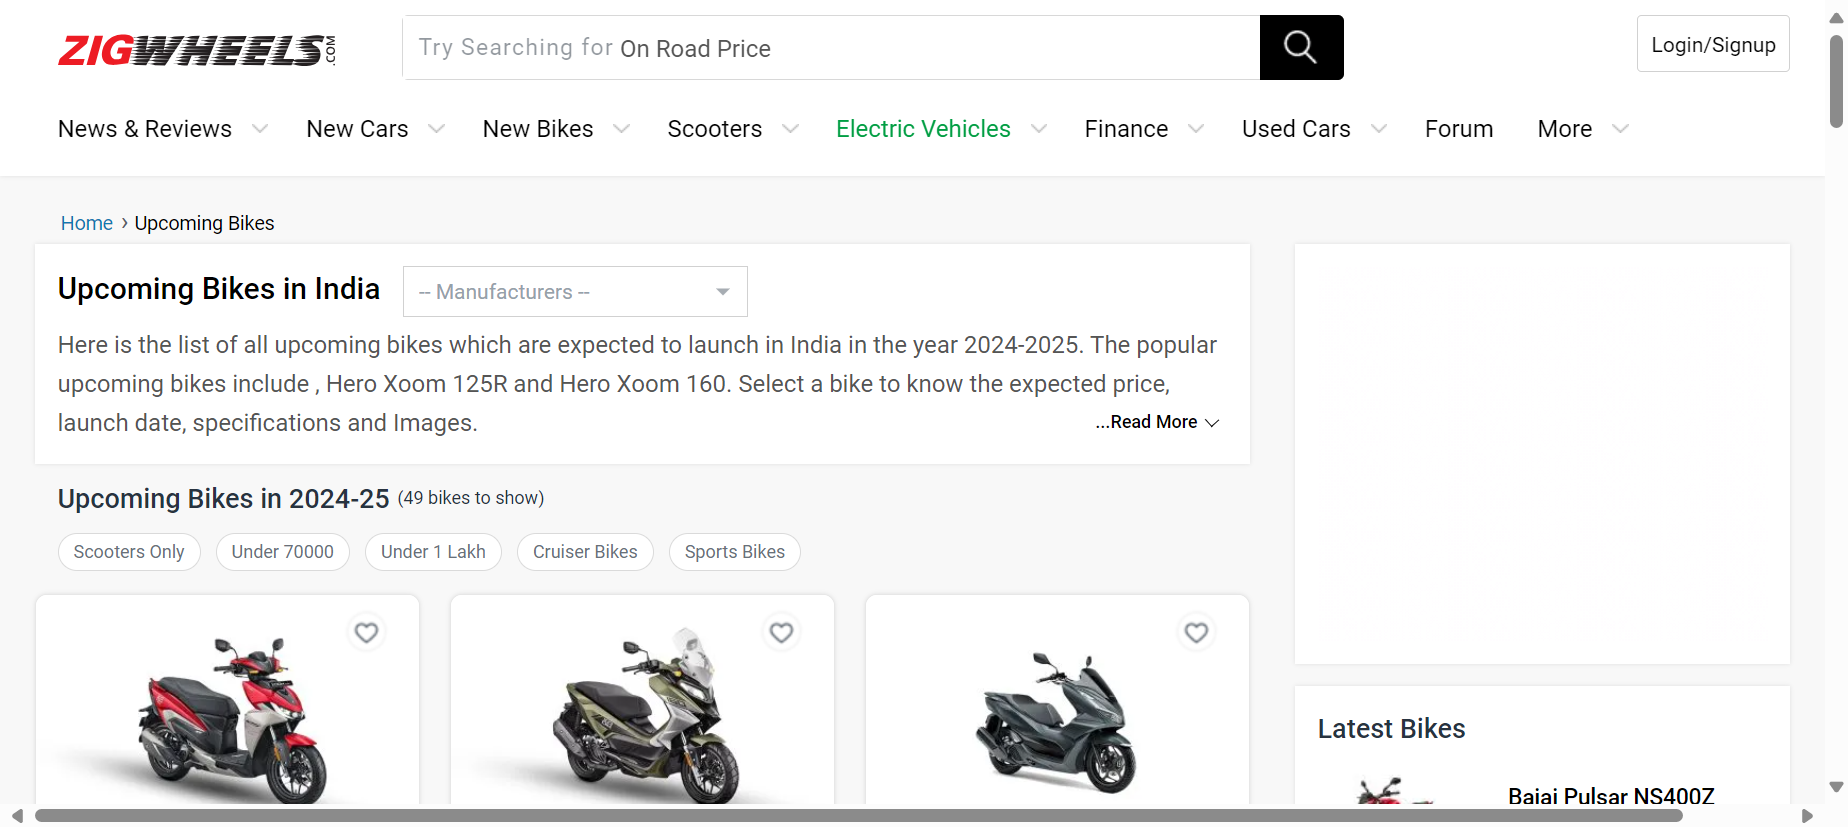 ZIGWHEELS.COM
Try Searching for On Road Price
Login/Signup
News & Reviews New Cars New Bikes Scooters Electric Vehicles Finance Used Cars Forum More
Home › Upcoming Bikes
Upcoming Bikes in India
-- Manufacturers --
Here is the list of all upcoming bikes which are expected to launch in India in the year 2024-2025. The popular
upcoming bikes include , Hero Xoom 125R and Hero Xoom 160. Select a bike to know the expected price,
launch date, specifications and Images.
...Read More
Upcoming Bikes in 2024-25 (49 bikes to show)
Scooters Only Under 70000 Under 1 Lakh Cruiser Bikes Sports Bikes
Latest Bikes
Bajaj Pulsar NS400Z